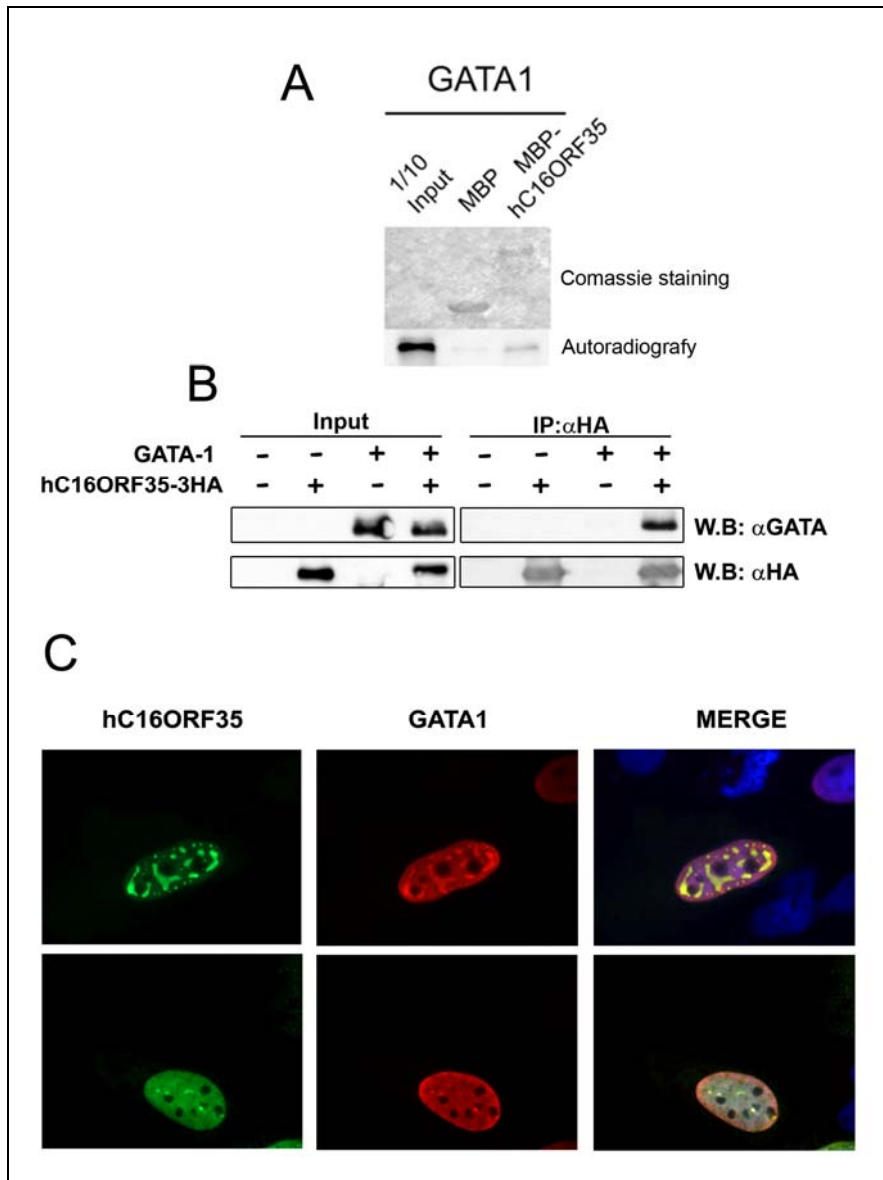 A
GATA1
1/10 Input
MBP
MBP-hC16ORF35
Comassie staining
Autoradiografy
B
Input IP:αHA
GATA-1 - - + + - - + +
hC16ORF35-3HA - + - + - + - +
W.B: αGATA
W.B: αHA
C
hC16ORF35 GATA1 MERGE